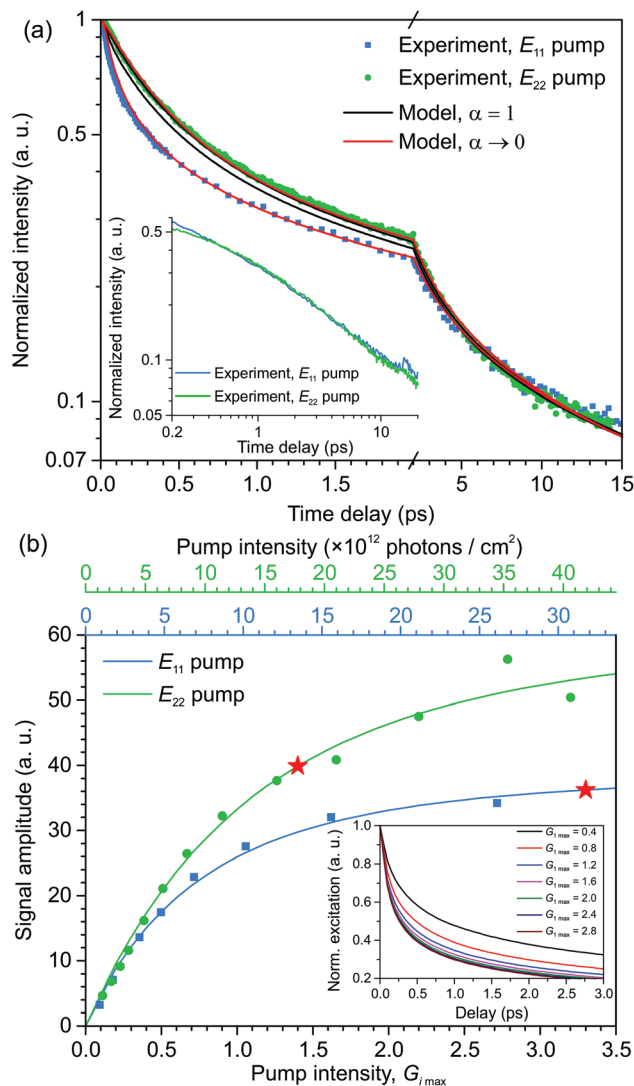 (a)
Normalized intensity (a. u.)
1
0.5
0.1
0.07
Experiment, E11 pump
Experiment, E22 pump
Model, α = 1
Model, α → 0
Normalized intensity (a. u.)
0.5
0.1
0.05
Experiment, E11 pump
Experiment, E22 pump
0.2 1 10
Time delay (ps)
0.0 0.5 1.0 1.5 5 10 15
Time delay (ps)
(b)
Pump intensity (×10¹² photons / cm²)
0 5 10 15 20 25 30 35 40
0 5 10 15 20 25 30
Signal amplitude (a. u.)
60
50
40
30
20
10
0
E11 pump
E22 pump
Norm. excitation (a. u.)
1.0
0.8
0.6
0.4
0.2
G1 max = 0.4
G1 max = 0.8
G1 max = 1.2
G1 max = 1.6
G1 max = 2.0
G1 max = 2.4
G1 max = 2.8
0.0 0.5 1.0 1.5 2.0 2.5 3.0
Delay (ps)
0.0 0.5 1.0 1.5 2.0 2.5 3.0 3.5
Pump intensity, Gi max